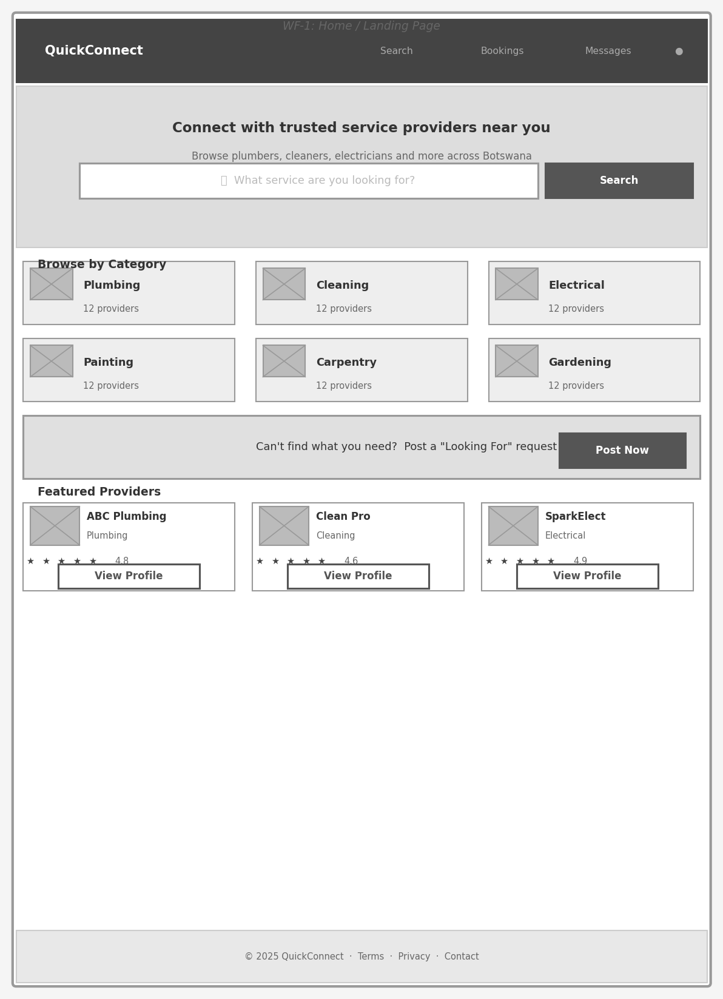 WF-1: Home / Landing Page
QuickConnect Search Bookings Messages
Connect with trusted service providers near you
Browse plumbers, cleaners, electricians and more across Botswana
What service are you looking for? Search
Browse by Category
Plumbing Cleaning Electrical
12 providers 12 providers 12 providers
Painting Carpentry Gardening
12 providers 12 providers 12 providers
Can't find what you need? Post a "Looking For" request Post Now
Featured Providers
ABC Plumbing Clean Pro SparkElect
Plumbing Cleaning Electrical
★ ★ ★ ★ ★ 4.8 ★ ★ ★ ★ ★ 4.6 ★ ★ ★ ★ ★ 4.9
View Profile View Profile View Profile
© 2025 QuickConnect · Terms · Privacy · Contact